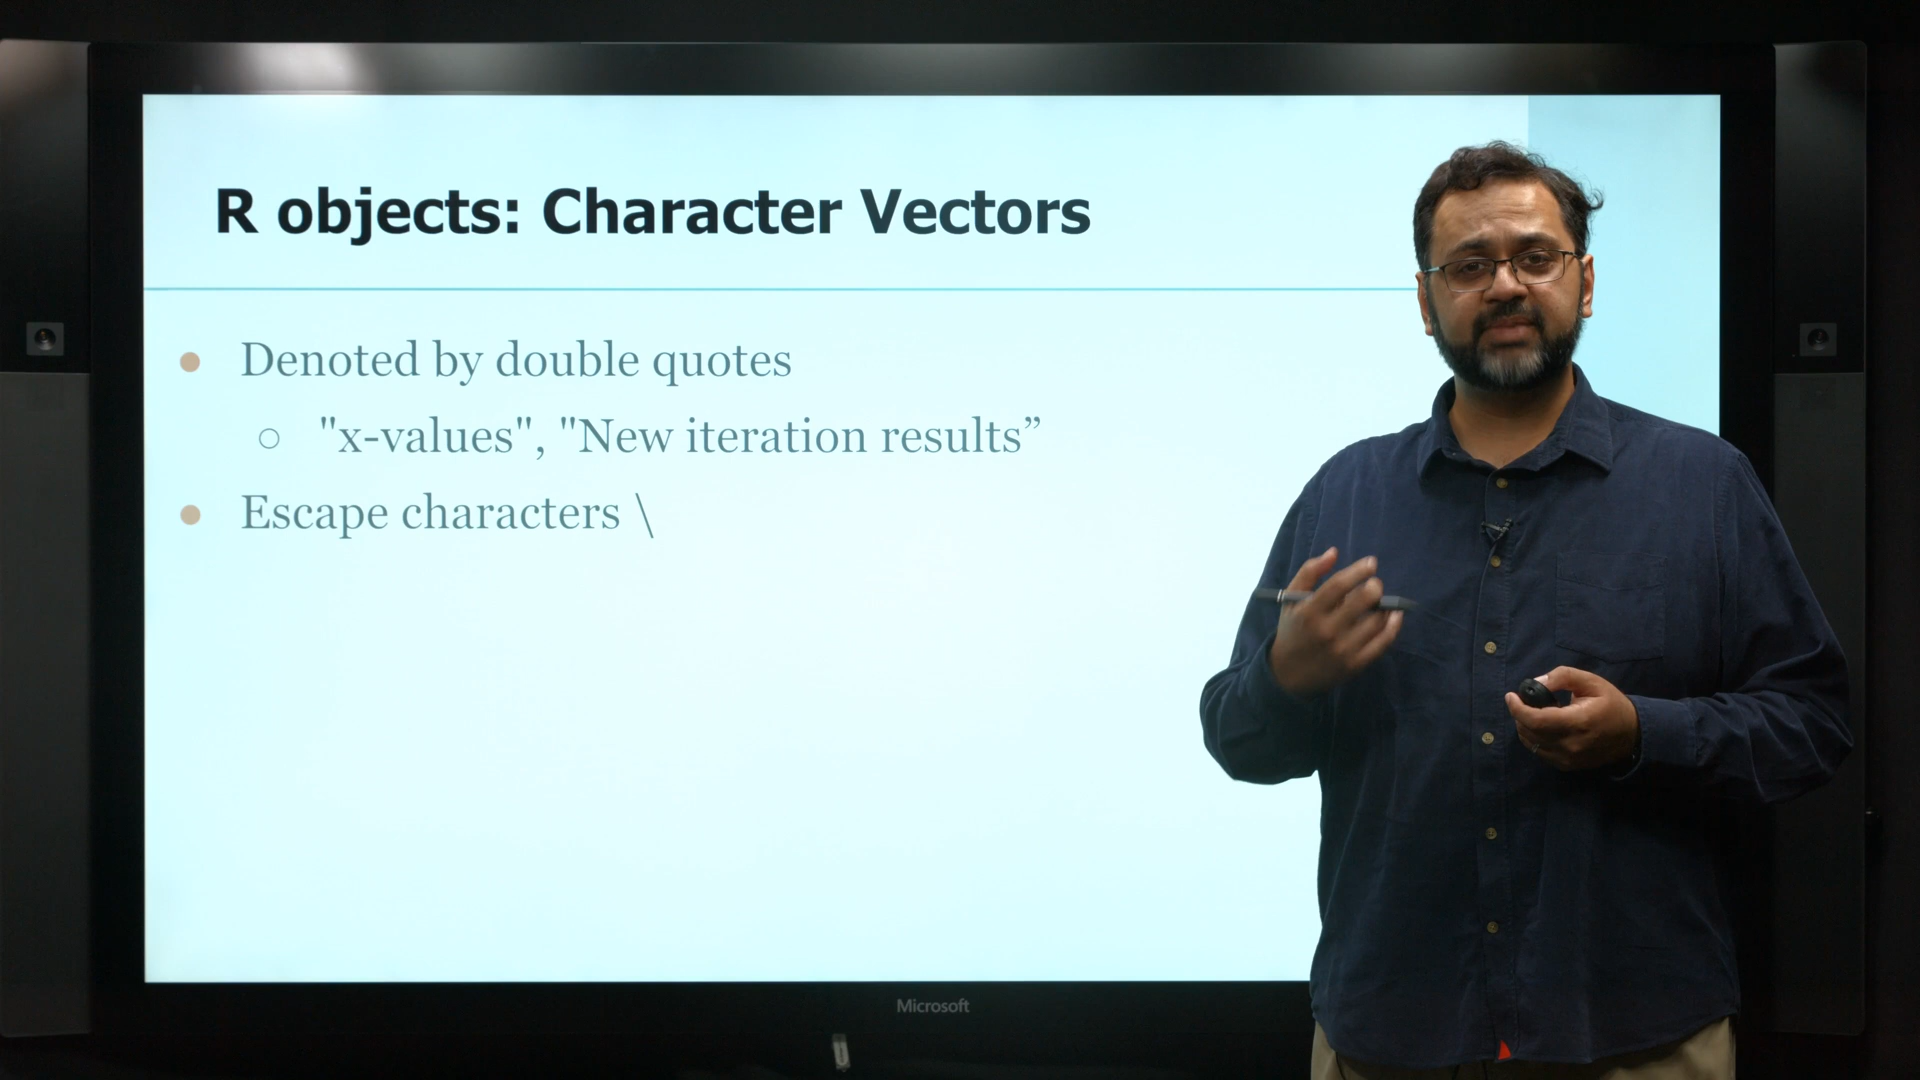 R objects: Character Vectors
● Denoted by double quotes
○ "x-values", "New iteration results”
● Escape characters \
Microsoft